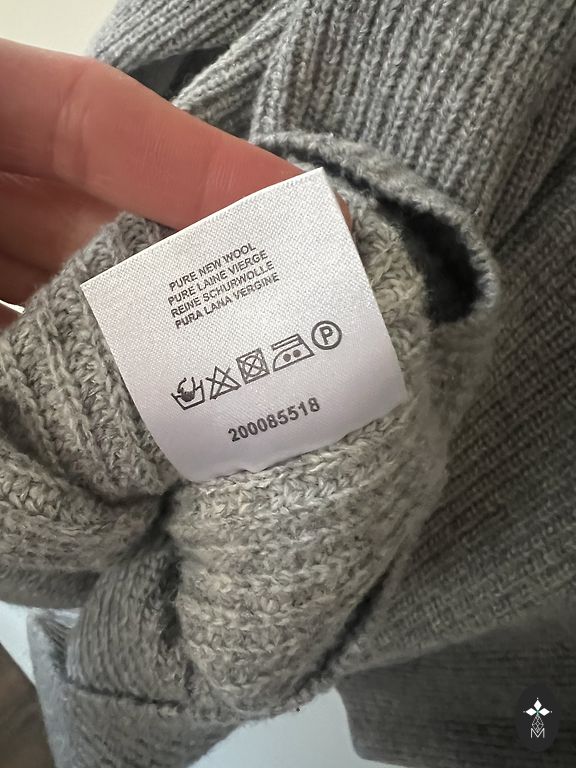 PURE NEW WOOL
PURE LAINE VIERGE
REINE SCHURWOLLE
PURA LANA VERGINE
P
200085518
M